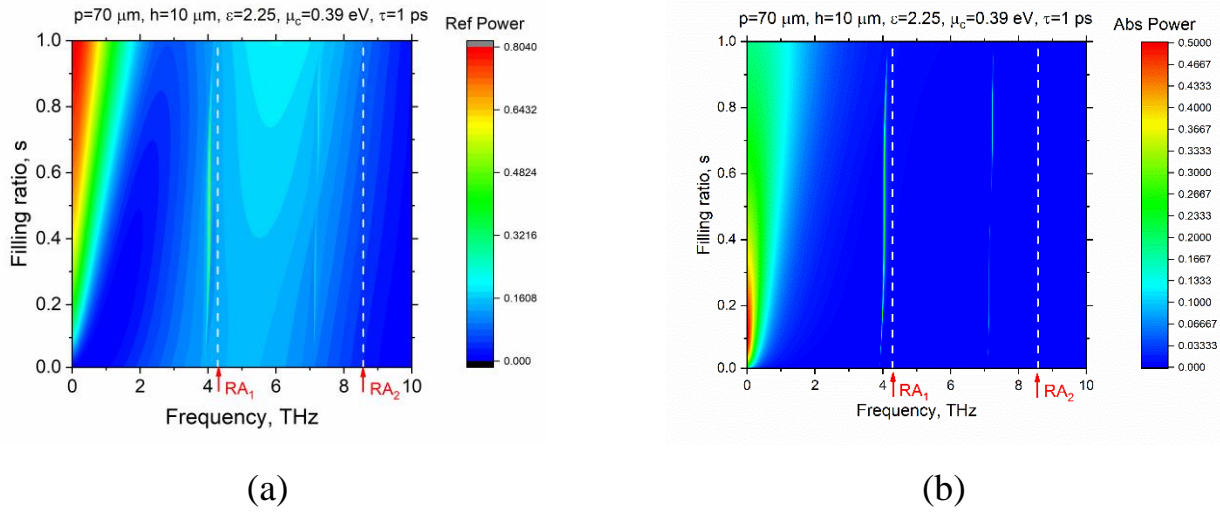 p=70 μm, h=10 μm, ε=2.25, μc=0.39 eV, τ=1 ps
Ref Power
1.0
0.8
0.6
0.4
0.2
0.0
Filling ratio, s
0 2 4 6 8 10
RA1 RA2
Frequency, THz
0.8040
0.6432
0.4824
0.3216
0.1608
0.000
(a)
p=70 μm, h=10 μm, ε=2.25, μc=0.39 eV, τ=1 ps
Abs Power
1.0
0.8
0.6
0.4
0.2
0.0
Filling ratio, s
0 2 4 6 8 10
RA1 RA2
Frequency, THz
0.5000
0.4667
0.4333
0.4000
0.3667
0.3333
0.3000
0.2667
0.2333
0.2000
0.1667
0.1333
0.1000
0.06667
0.03333
0.000
(b)